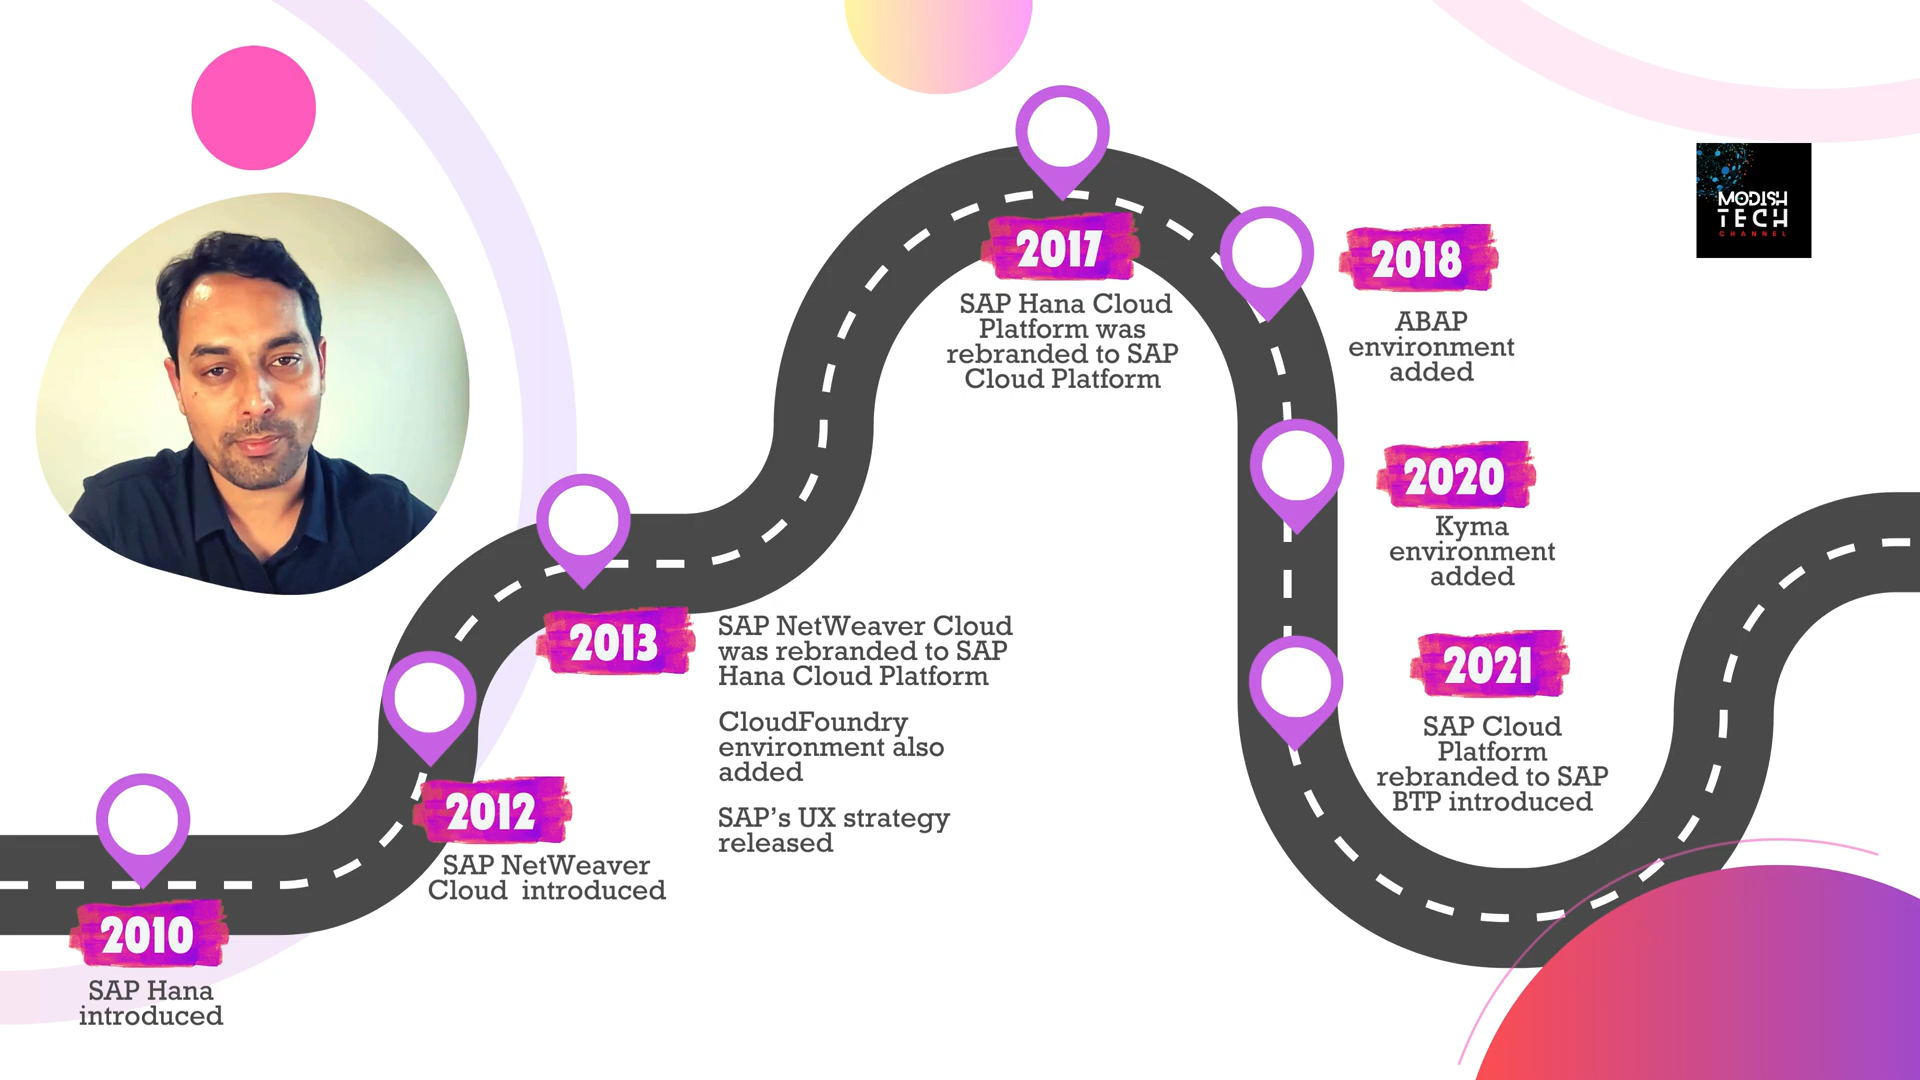 2010
SAP Hana
introduced
2012
SAP NetWeaver
Cloud introduced
2013
SAP NetWeaver Cloud
was rebranded to SAP
Hana Cloud Platform
CloudFoundry
environment also
added
SAP's UX strategy
released
2017
SAP Hana Cloud
Platform was
rebranded to SAP
Cloud Platform
2018
ABAP
environment
added
2020
Kyma
environment
added
2021
SAP Cloud
Platform
rebranded to SAP
BTP introduced
MODISH
TECH
CHANNEL